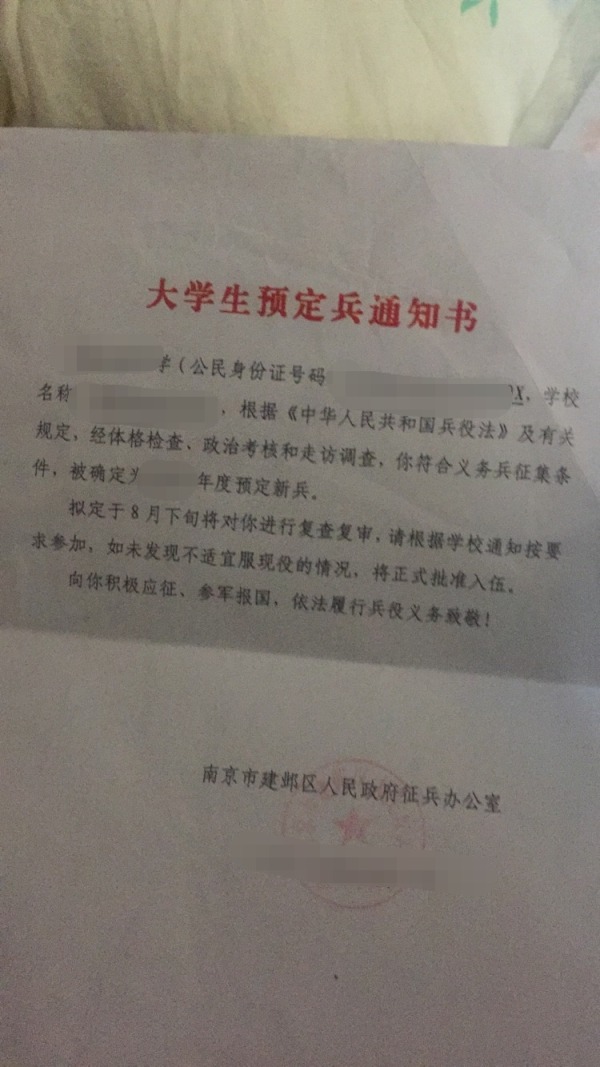 大学生预定兵通知书
(公民身份证号码 X,学校
名称 ,根据《中华人民共和国兵役法》及有关
规定,经体格检查、政治考核和走访调查,你符合义务兵征集条
件,被确定为 年度预定新兵。
拟定于8月下旬将对你进行复查复审,请根据学校通知按要
求参加,如未发现不适宜服现役的情况,将正式批准入伍。
向你积极应征、参军报国,依法履行兵役义务致敬!
南京市建邺区人民政府征兵办公室